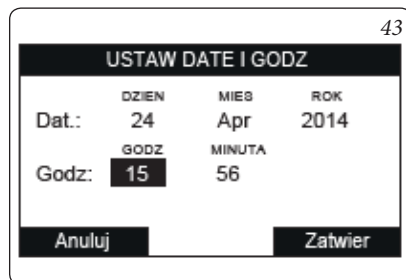 43
USTAW DATE I GODZ
DZIEN MIES ROK
Dat.: 24 Apr 2014
GODZ MINUTA
Godz: 15 56
Anuluj Zatwier